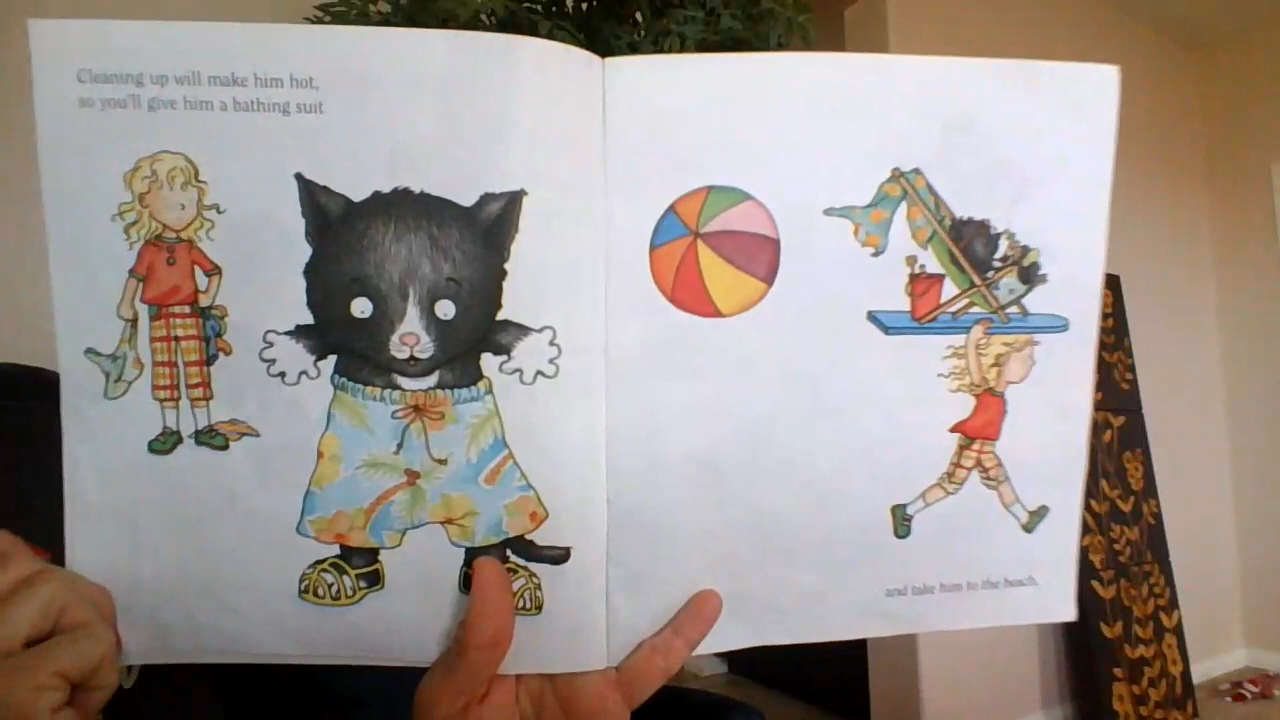 Cleaning up will make him hot,
so you'll give him a bathing suit
and take him to the beach.